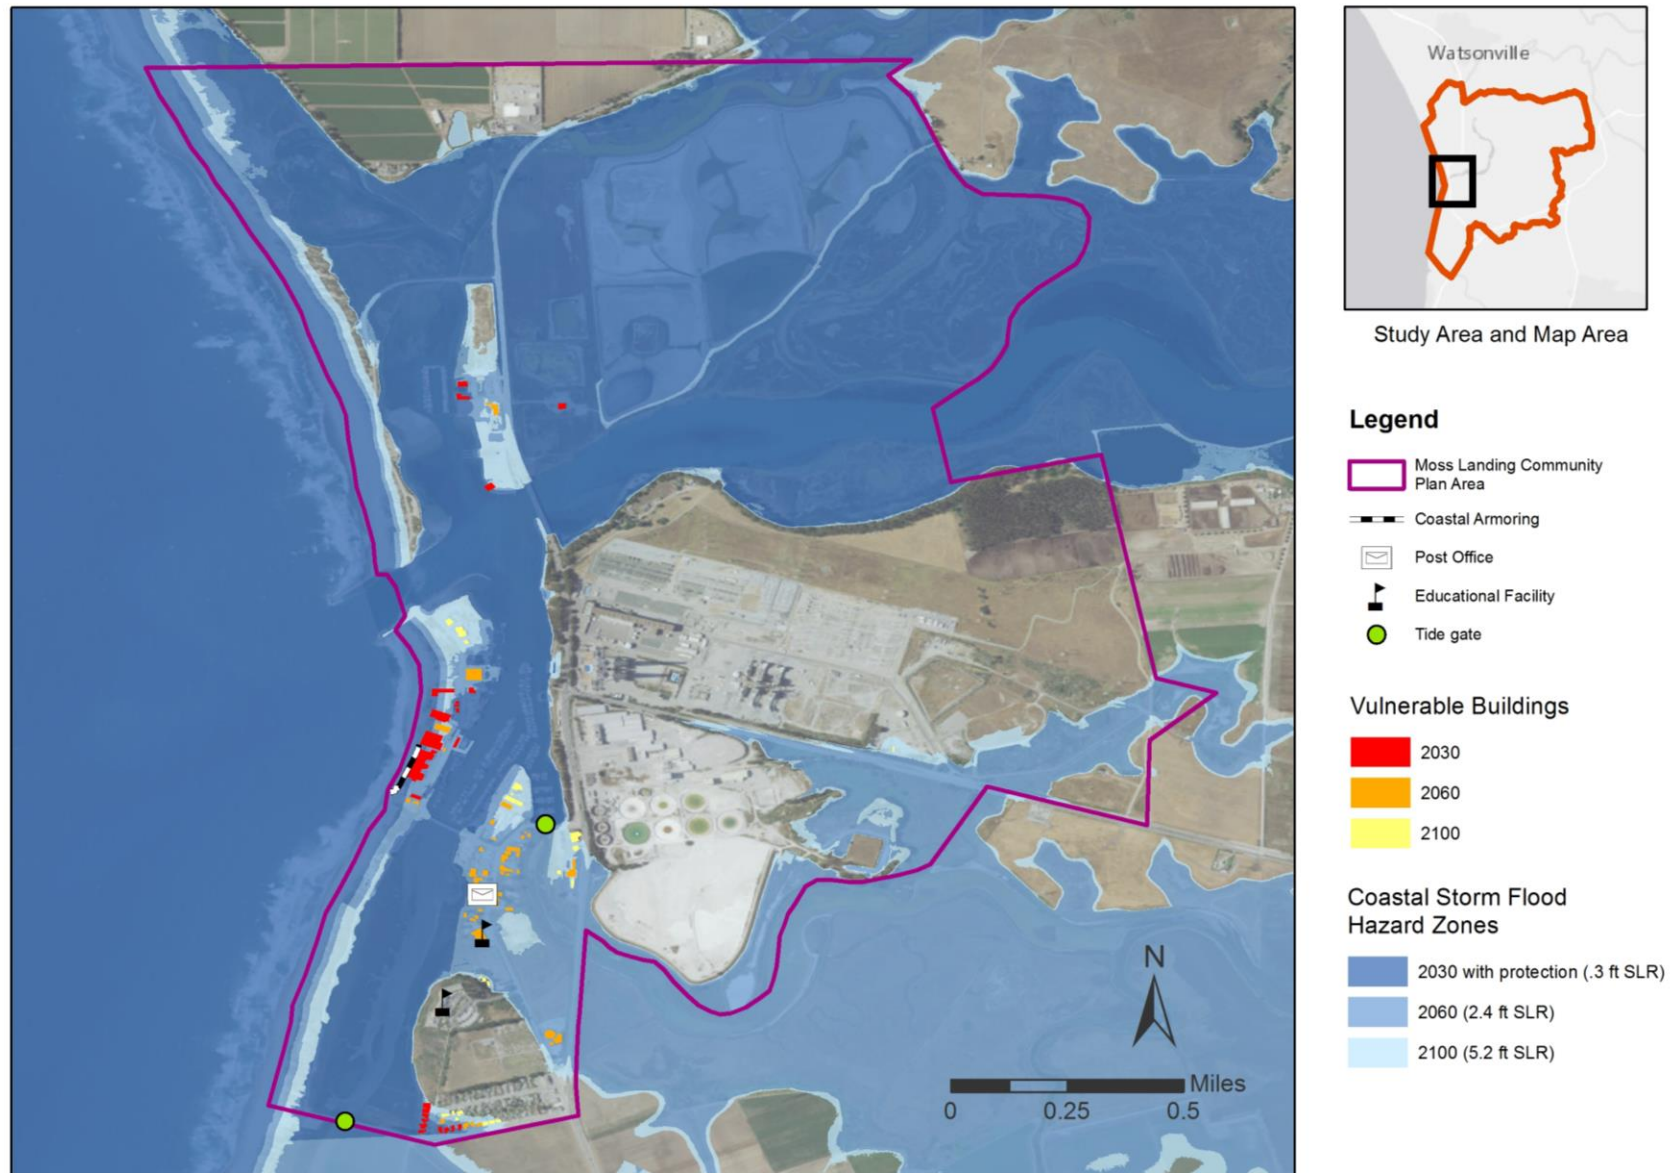 Watsonville
Study Area and Map Area
Legend
Moss Landing Community
Plan Area
Coastal Armoring
Post Office
Educational Facility
Tide gate
Vulnerable Buildings
2030
2060
2100
Coastal Storm Flood
Hazard Zones
2030 with protection (.3 ft SLR)
2060 (2.4 ft SLR)
2100 (5.2 ft SLR)
N
Miles
0 0.25 0.5